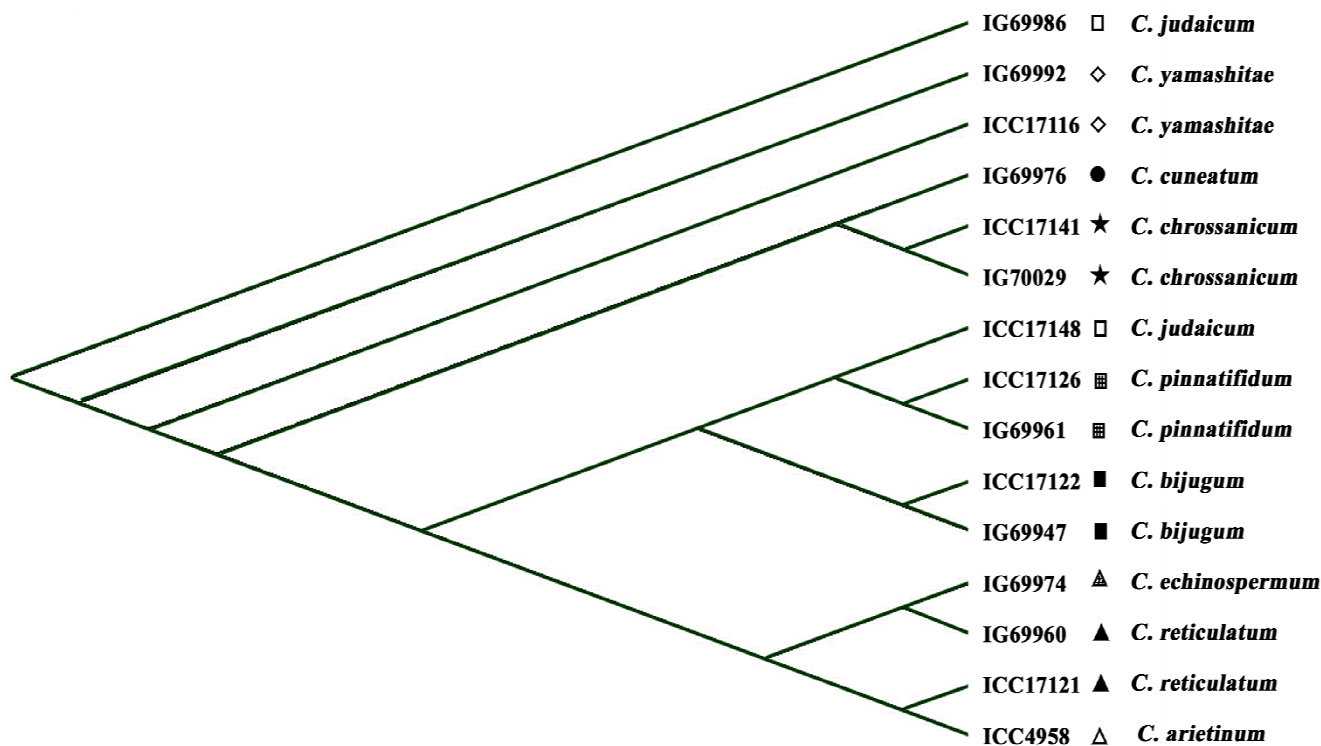 IG69986 C. judaicum
IG69992 C. yamashitae
ICC17116 C. yamashitae
IG69976 C. cuneatum
ICC17141 C. chrossanicum
IG70029 C. chrossanicum
ICC17148 C. judaicum
ICC17126 C. pinnatifidum
IG69961 C. pinnatifidum
ICC17122 C. bijugum
IG69947 C. bijugum
IG69974 C. echinospermum
IG69960 C. reticulatum
ICC17121 C. reticulatum
ICC4958 C. arietinum